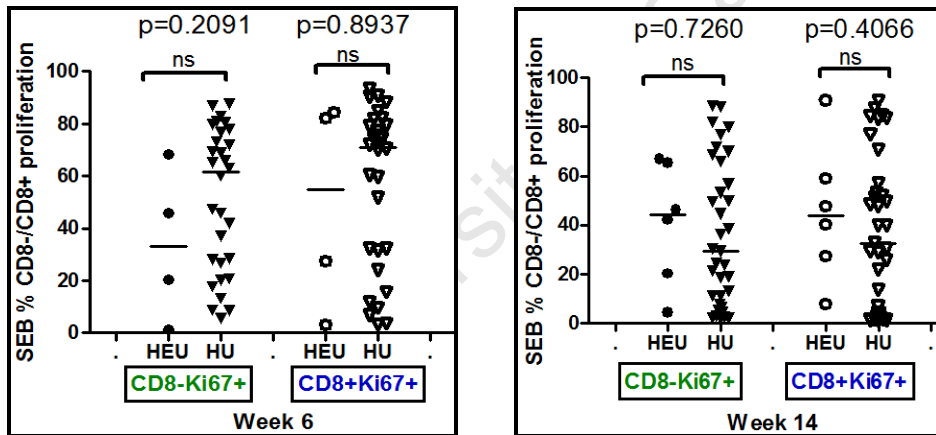 p=0.2091 p=0.8937
ns ns
SEB % CD8-/CD8+ proliferation
100
80
60
40
20
0
. HEU HU . HEU HU .
CD8-Ki67+ CD8+Ki67+
Week 6
p=0.7260 p=0.4066
ns ns
SEB % CD8-/CD8+ proliferation
100
80
60
40
20
0
. HEU HU . HEU HU .
CD8-Ki67+ CD8+Ki67+
Week 14